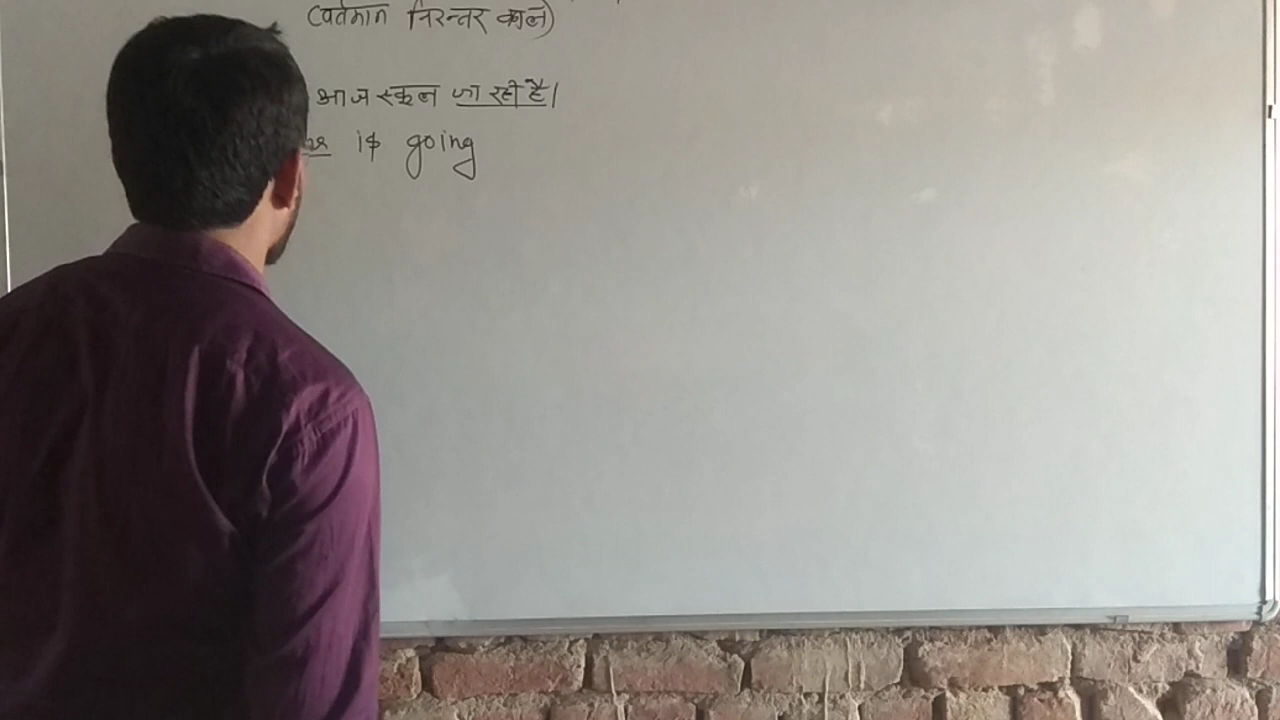 (वर्तमान निरन्तर काल)
आज स्कूल जा रही है।
is going